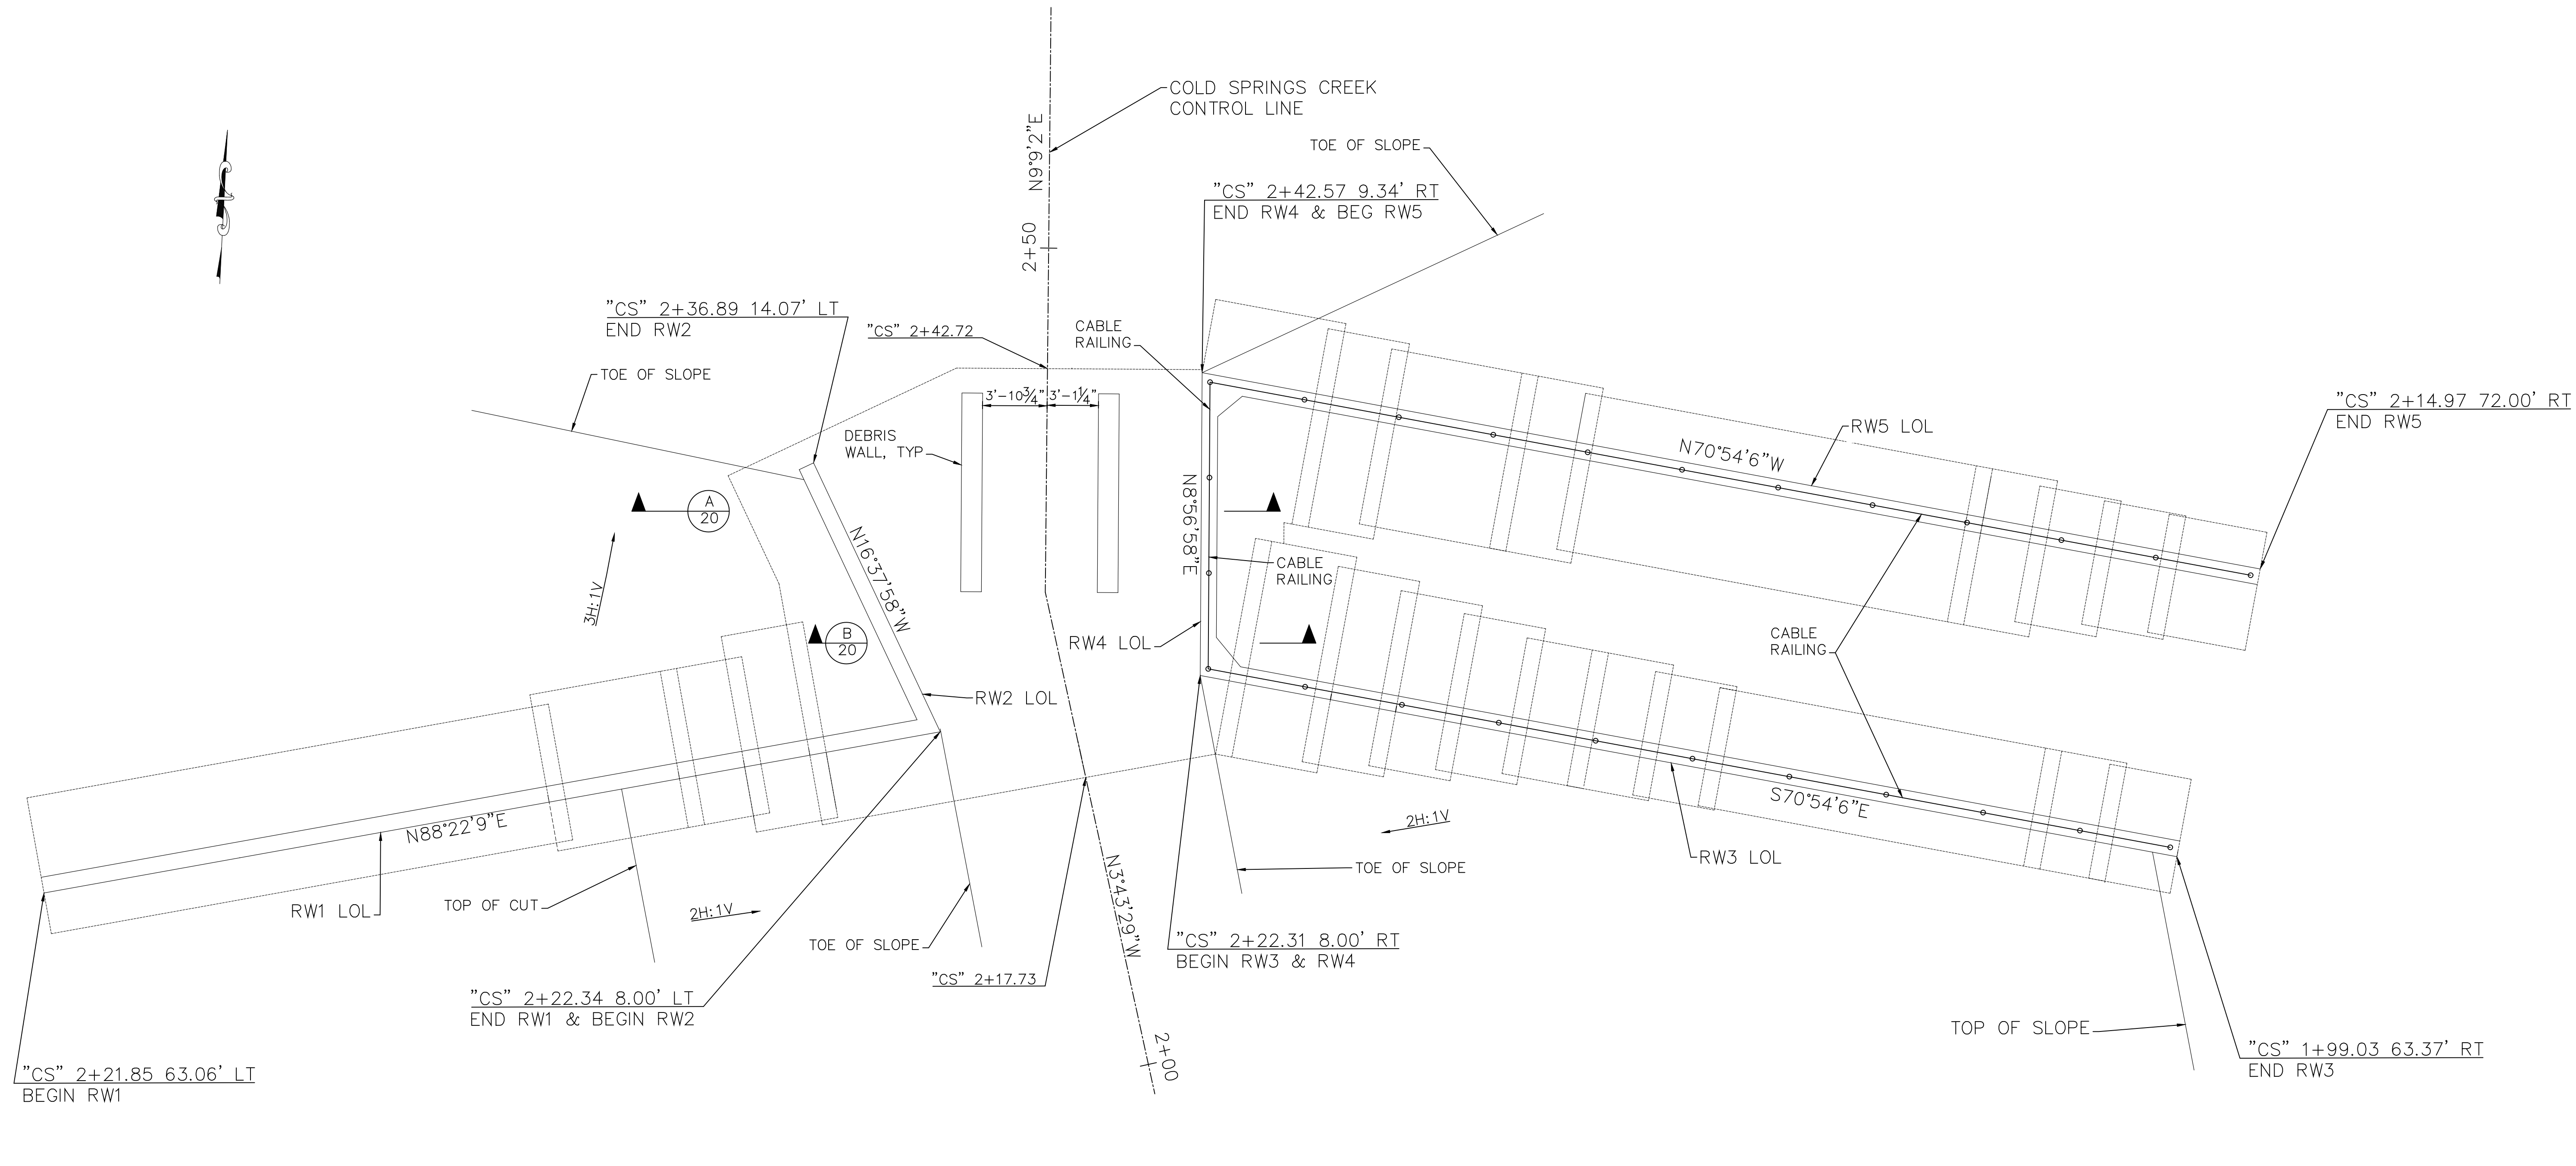 COLD SPRINGS CREEK
CONTROL LINE
N9°9'2"E
TOE OF SLOPE
"CS" 2+42.57 9.34' RT
END RW4 & BEG RW5
2+50
"CS" 2+36.89 14.07' LT
END RW2
"CS" 2+42.72
CABLE
RAILING
TOE OF SLOPE
3'-10¾"
3'-1¼"
"CS" 2+14.97 72.00' RT
END RW5
RW5 LOL
DEBRIS
WALL, TYP
N70°54'6"W
A
20
N8°56'58"E
N16°37'58"W
CABLE
RAILING
3H:1V
B
20
RW4 LOL
CABLE
RAILING
RW2 LOL
N88°22'9"E
S70°54'6"E
2H:1V
RW3 LOL
TOE OF SLOPE
RW1 LOL
TOP OF CUT
2H:1V
N3°43'29"W
TOE OF SLOPE
"CS" 2+22.31 8.00' RT
BEGIN RW3 & RW4
"CS" 2+17.73
"CS" 2+22.34 8.00' LT
END RW1 & BEGIN RW2
TOP OF SLOPE
2+00
"CS" 1+99.03 63.37' RT
END RW3
"CS" 2+21.85 63.06' LT
BEGIN RW1